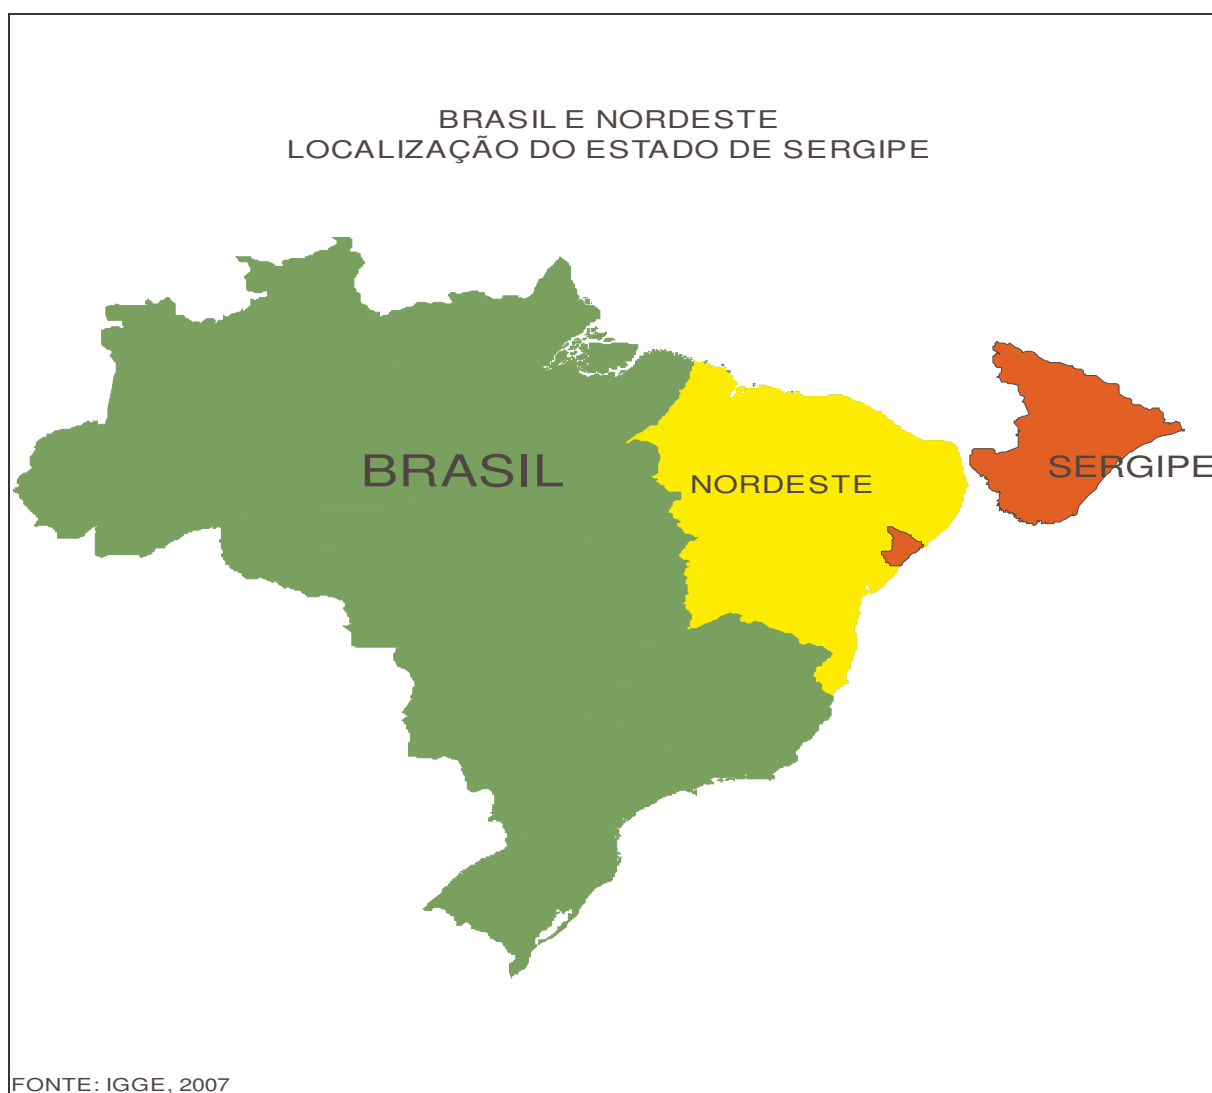 BRASIL E NORDESTE
LOCALIZAÇÃO DO ESTADO DE SERGIPE
BRASIL
NORDESTE
SERGIPE
FONTE: IGGE, 2007